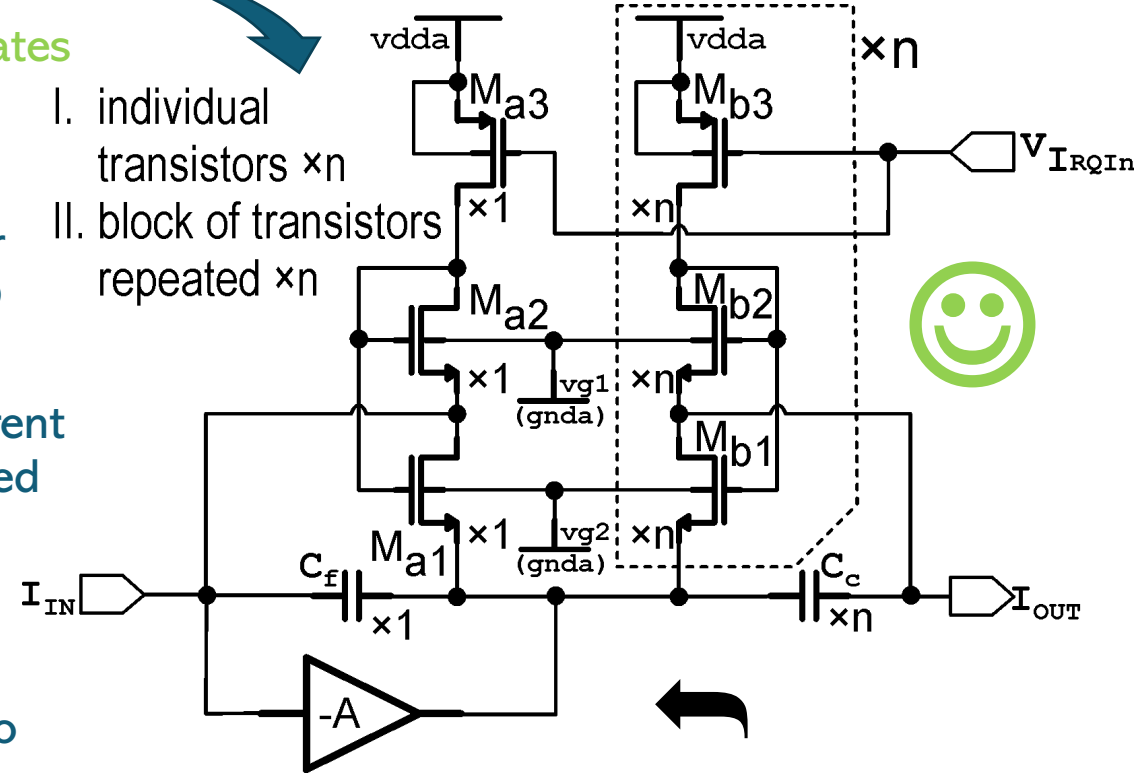 ates
I. individual
transistors ×n
II. block of transistors
repeated ×n
r
rent
ed
o
vdda
vdda
×n
Ma3
Mb3
VIRQIn
×1
×n
Ma2
Mb2
×1
vg1
×n
(gnda)
Mb1
×1
vg2
×n
Ma1
(gnda)
Cf
Cc
IIN
×1
×n
IOUT
-A